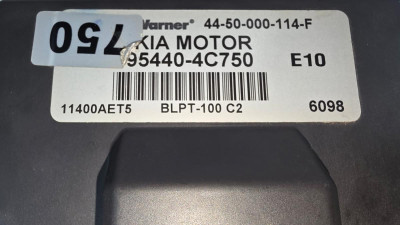 750
Warner 44-50-000-114-F
KIA MOTOR
95440-4C750 E10
11400AET5 BLPT-100 C2 6098